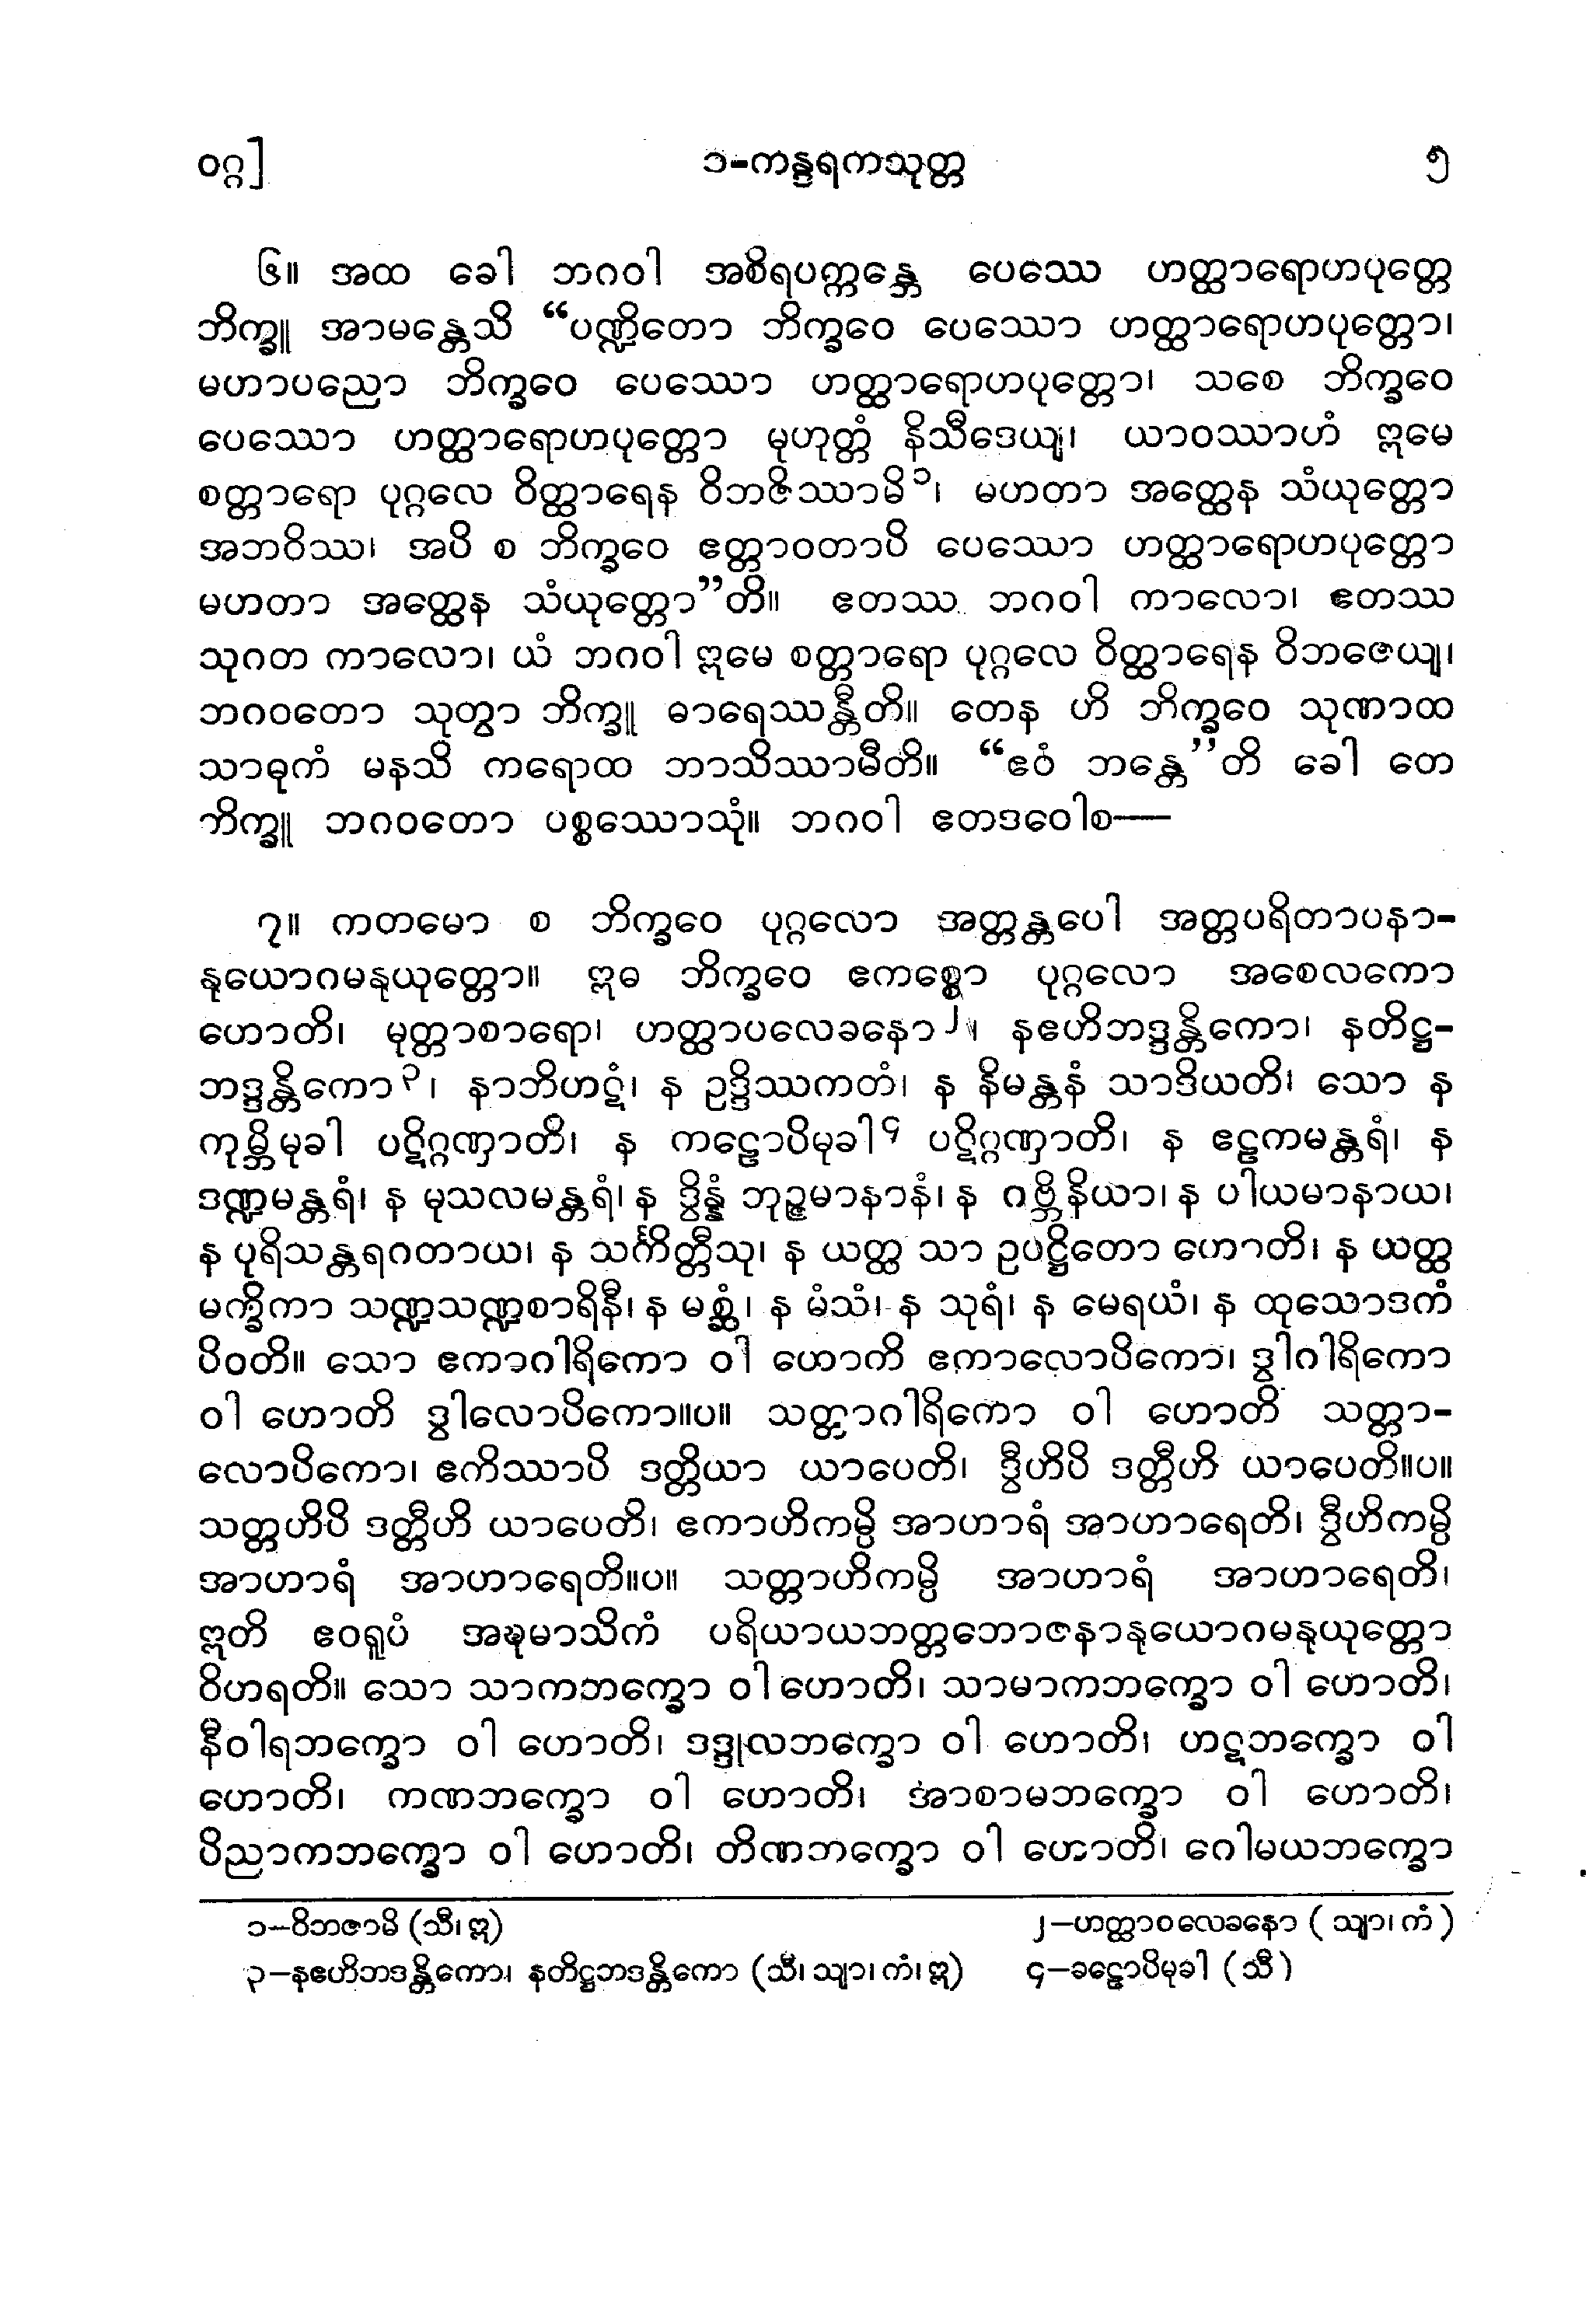 ဝဂ္ဂ] ၁-ကန္ဒရကသုတ္တ ၅
၆။ အထ ခေါ ဘဂဝါ အစိရပက္ကန္တေ ပေဿေ ဟတ္ထာရောဟပုတ္တေ
ဘိက္ခူ အာမန္တေသိ “ပဏ္ဍိတော ဘိက္ခဝေ ပေဿော ဟတ္ထာရောဟပုတ္တော၊
မဟာပညော ဘိက္ခဝေ ပေဿော ဟတ္ထာရောဟပုတ္တော၊ သစေ ဘိက္ခဝေ
ပေဿော ဟတ္ထာရောဟပုတ္တော မုဟုတ္တံ နိသီဒေယျ၊ ယာဝဿာဟံ ဣမေ
စတ္တာရော ပုဂ္ဂလေ ဝိတ္ထာရေန ဝိဘဇိဿာမိ၁၊ မဟတာ အတ္ထေန သံယုတ္တော
အဘဝိဿ၊ အပိ စ ဘိက္ခဝေ ဧတ္တာဝတာပိ ပေဿော ဟတ္ထာရောဟပုတ္တော
မဟတာ အတ္ထေန သံယုတ္တော”တိ။ ဧတဿ ဘဂဝါ ကာလော၊ ဧတဿ
သုဂတ ကာလော၊ ယံ ဘဂဝါ ဣမေ စတ္တာရော ပုဂ္ဂလေ ဝိတ္ထာရေန ဝိဘဇေယျ၊
ဘဂဝတော သုတွာ ဘိက္ခူ ဓာရေဿန္တီတိ။ တေန ဟိ ဘိက္ခဝေ သုဏာထ
သာဓုကံ မနသိ ကရောထ ဘာသိဿာမီတိ။ “ဧဝံ ဘန္တေ”တိ ခေါ တေ
ဘိက္ခူ ဘဂဝတော ပစ္စဿောသုံ။ ဘဂဝါ ဧတဒဝေါစ—
၇။ ကတမော စ ဘိက္ခဝေ ပုဂ္ဂလော အတ္တန္တပေါ အတ္တပရိတာပနာ-
နုယောဂမနုယုတ္တော။ ဣဓ ဘိက္ခဝေ ဧကစ္စော ပုဂ္ဂလော အစေလကော
ဟောတိ၊ မုတ္တာစာရော၊ ဟတ္ထာပလေခနော၂၊ နဧဟိဘဒ္ဒန္တိကော၊ နတိဋ္ဌ-
ဘဒ္ဒန္တိကော၃၊ နာဘိဟဋံ၊ န ဥဒ္ဒိဿကတံ၊ န နိမန္တနံ သာဒိယတိ၊ သော န
ကုမ္ဘိမုခါ ပဋိဂ္ဂဏှာတိ၊ န ကဠောပိမုခါ၄ ပဋိဂ္ဂဏှာတိ၊ န ဧဠကမန္တရံ၊ န
ဒဏ္ဍမန္တရံ၊ န မုသလမန္တရံ၊ န ဒွိန္နံ ဘုဉ္ဇမာနာနံ၊ န ဂဗ္ဘိနိယာ၊ န ပါယမာနာယ၊
န ပုရိသန္တရဂတာယ၊ န သင်္ကိတ္တီသု၊ န ယတ္ထ သာ ဥပဋ္ဌိတော ဟောတိ၊ န ယတ္ထ
မက္ခိကာ သဏ္ဍသဏ္ဍစာရိနီ၊ န မစ္ဆံ၊ န မံသံ၊ န သုရံ၊ န မေရယံ၊ န ထုသောဒကံ
ပိဝတိ။ သော ဧကာဂါရိကော ဝါ ဟောတိ ဧကာလောပိကော၊ ဒွါဂါရိကော
ဝါ ဟောတိ ဒွါလောပိကော။ပ။ သတ္တာဂါရိကော ဝါ ဟောတိ သတ္တာ-
လောပိကော၊ ဧကိဿာပိ ဒတ္တိယာ ယာပေတိ၊ ဒွီဟိပိ ဒတ္တီဟိ ယာပေတိ။ပ။
သတ္တဟိပိ ဒတ္တီဟိ ယာပေတိ၊ ဧကာဟိကမ္ပိ အာဟာရံ အာဟာရေတိ၊ ဒွီဟိကမ္ပိ
အာဟာရံ အာဟာရေတိ။ပ။ သတ္တာဟိကမ္ပိ အာဟာရံ အာဟာရေတိ၊
ဣတိ ဧဝရူပံ အဍ္ဎမာသိကံ ပရိယာယဘတ္တဘောဇနာနုယောဂမနုယုတ္တော
ဝိဟရတိ။ သော သာကဘက္ခော ဝါ ဟောတိ၊ သာမာကဘက္ခော ဝါ ဟောတိ၊
နီဝါရဘက္ခော ဝါ ဟောတိ၊ ဒဒ္ဒုလဘက္ခော ဝါ ဟောတိ၊ ဟဋဘက္ခော ဝါ
ဟောတိ၊ ကဏဘက္ခော ဝါ ဟောတိ၊ အာစာမဘက္ခော ဝါ ဟောတိ၊
ပိညာကဘက္ခော ဝါ ဟောတိ၊ တိဏဘက္ခော ဝါ ဟောတိ၊ ဂေါမယဘက္ခော
၁—ဝိဘဇာမိ (သီ၊ ဣ) ၂—ဟတ္ထာဝလေခနော (သျာ၊ ကံ)
၃—နဧဟိဘဒန္တိကော၊ နတိဋ္ဌဘဒန္တိကော (သီ၊ သျာ၊ ကံ၊ ဣ) ၄—ခဠောပိမုခါ (သီ)